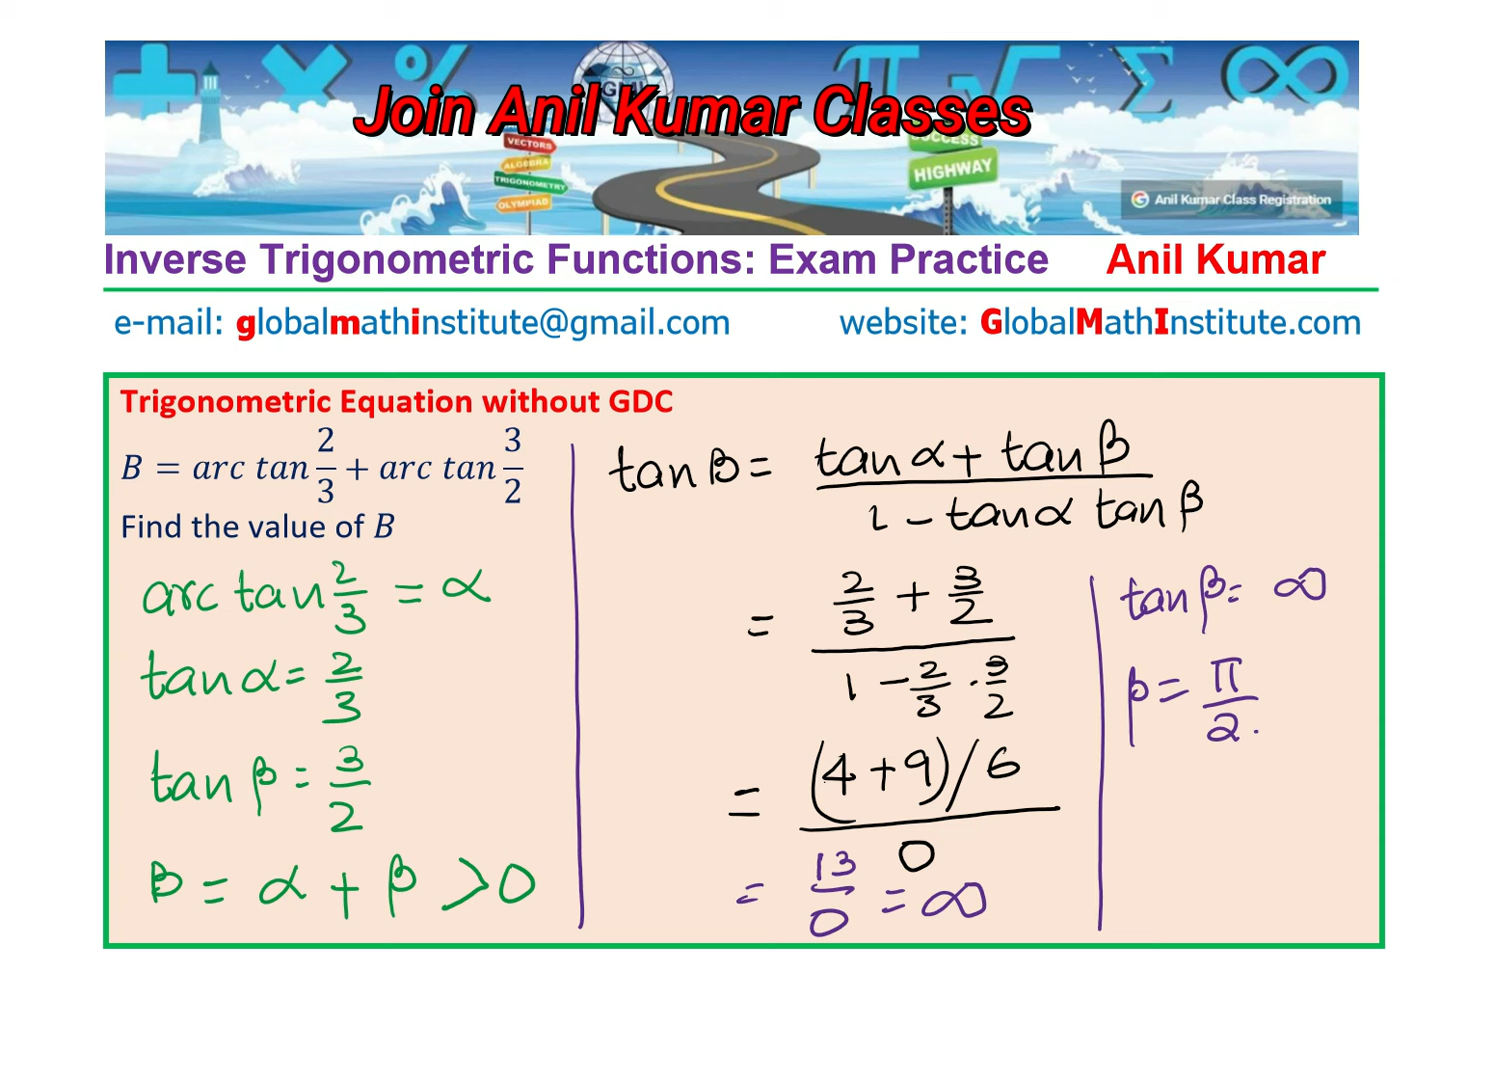 Join Anil Kumar Classes
VECTORS
ALGEBRA
TRIGONOMETRY
OLYMPIAD
SUCCESS
HIGHWAY
Anil Kumar Class Registration
Inverse Trigonometric Functions: Exam Practice Anil Kumar
e-mail: globalmathinstitute@gmail.com website: GlobalMathInstitute.com
Trigonometric Equation without GDC
B = arc tan 2/3 + arc tan 3/2
Find the value of B
arc tan 2/3 = α
tan α = 2/3
tan β = 3/2
B = α + β > 0
tan B = (tan α + tan β) / (1 - tan α tan β)
= (2/3 + 3/2) / (1 - 2/3 · 3/2)
= ((4 + 9)/6) / 0
= 13/0 = ∞
tan β = ∞
β = π/2.